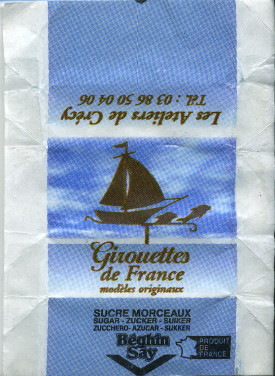 Les Ateliers de Crécy
Tél. : 03 86 50 04 06
Girouettes
de France
modèles originaux
SUCRE MORCEAUX
SUGAR - ZUCKER - SUIKER
ZUCCHERO - AZUCAR - SUKKER
Béghin
Say
PRODUIT
DE
FRANCE